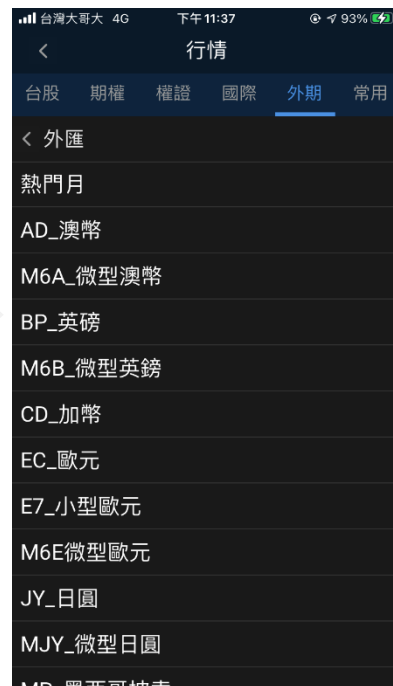 台灣大哥大 4G 下午11:37 93%
行情
台股 期權 權證 國際 外期 常用
外匯
熱門月
AD_澳幣
M6A_微型澳幣
BP_英磅
M6B_微型英鎊
CD_加幣
EC_歐元
E7_小型歐元
M6E微型歐元
JY_日圓
MJY_微型日圓